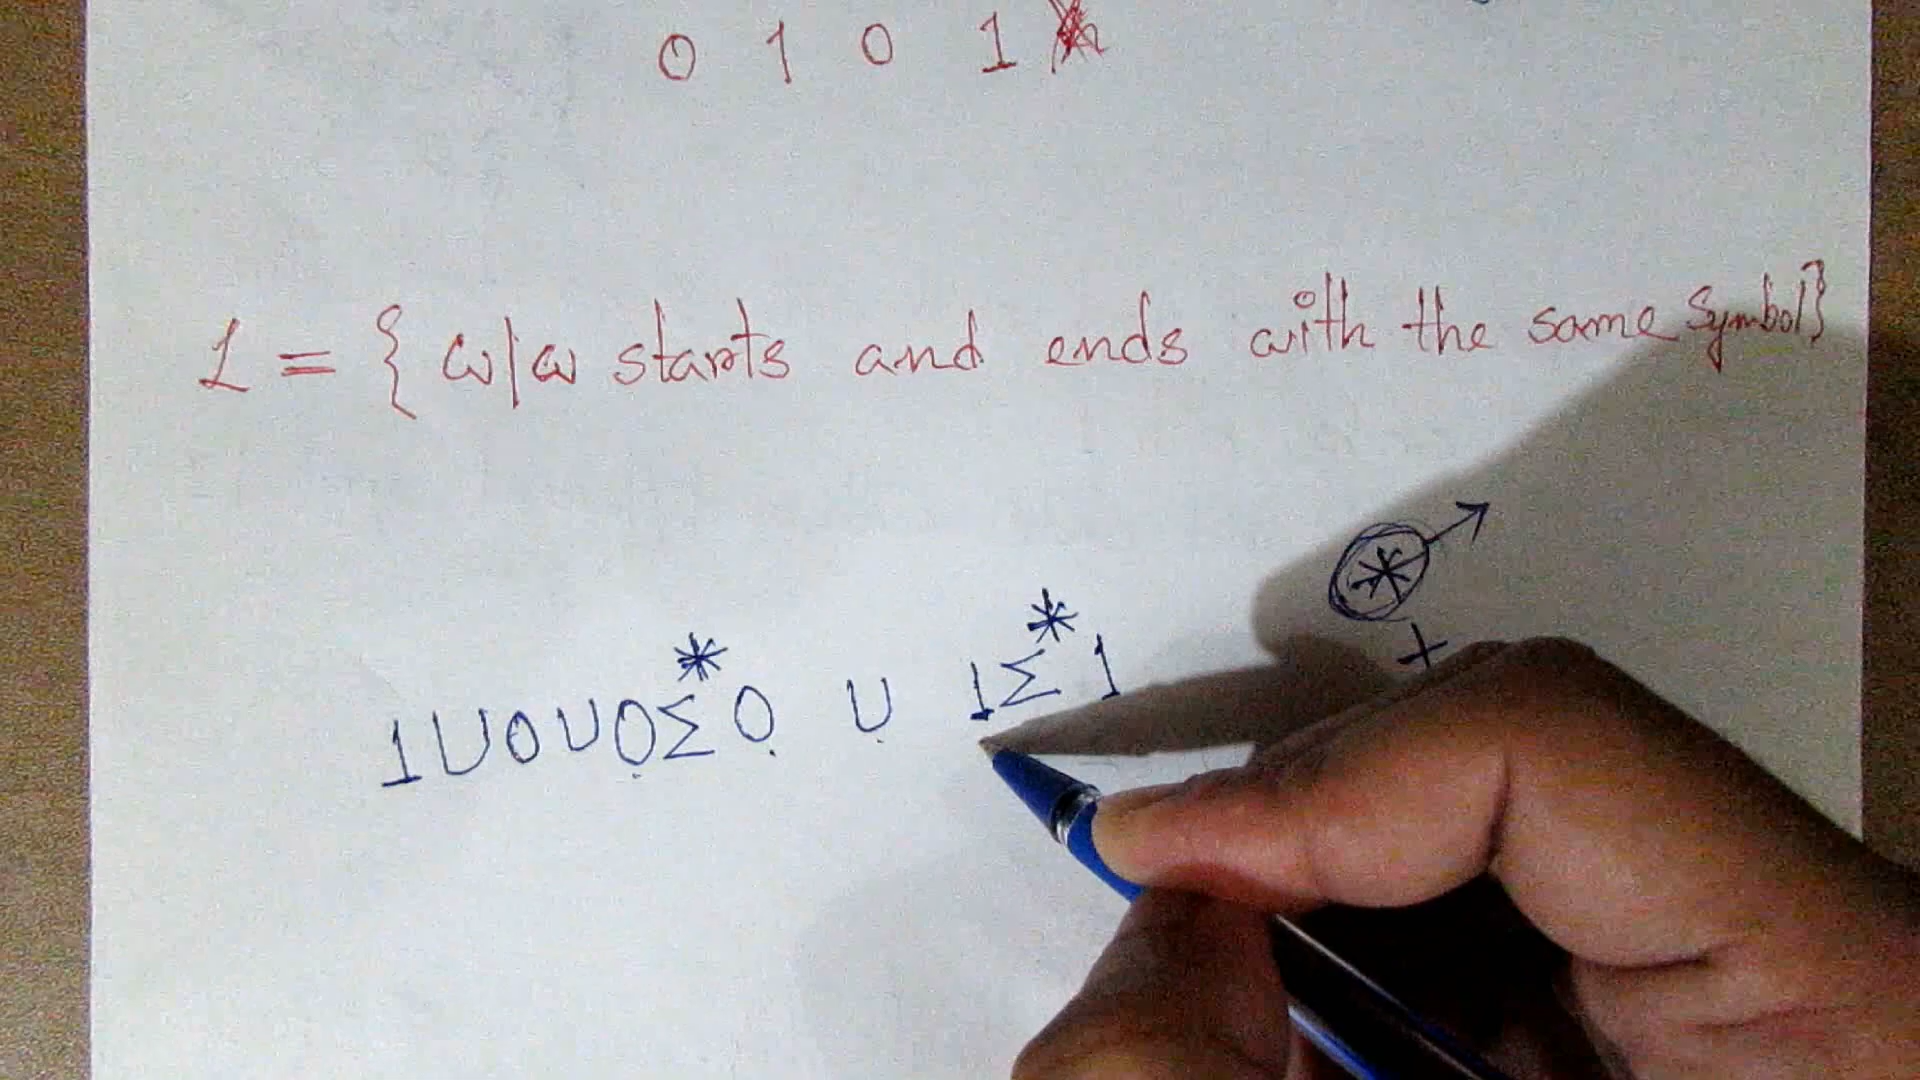 0 1 0 1
L = { ω|ω starts and ends with the same Symbol}
*
+
1∪0∪0Σ*0 ∪ 1Σ*1